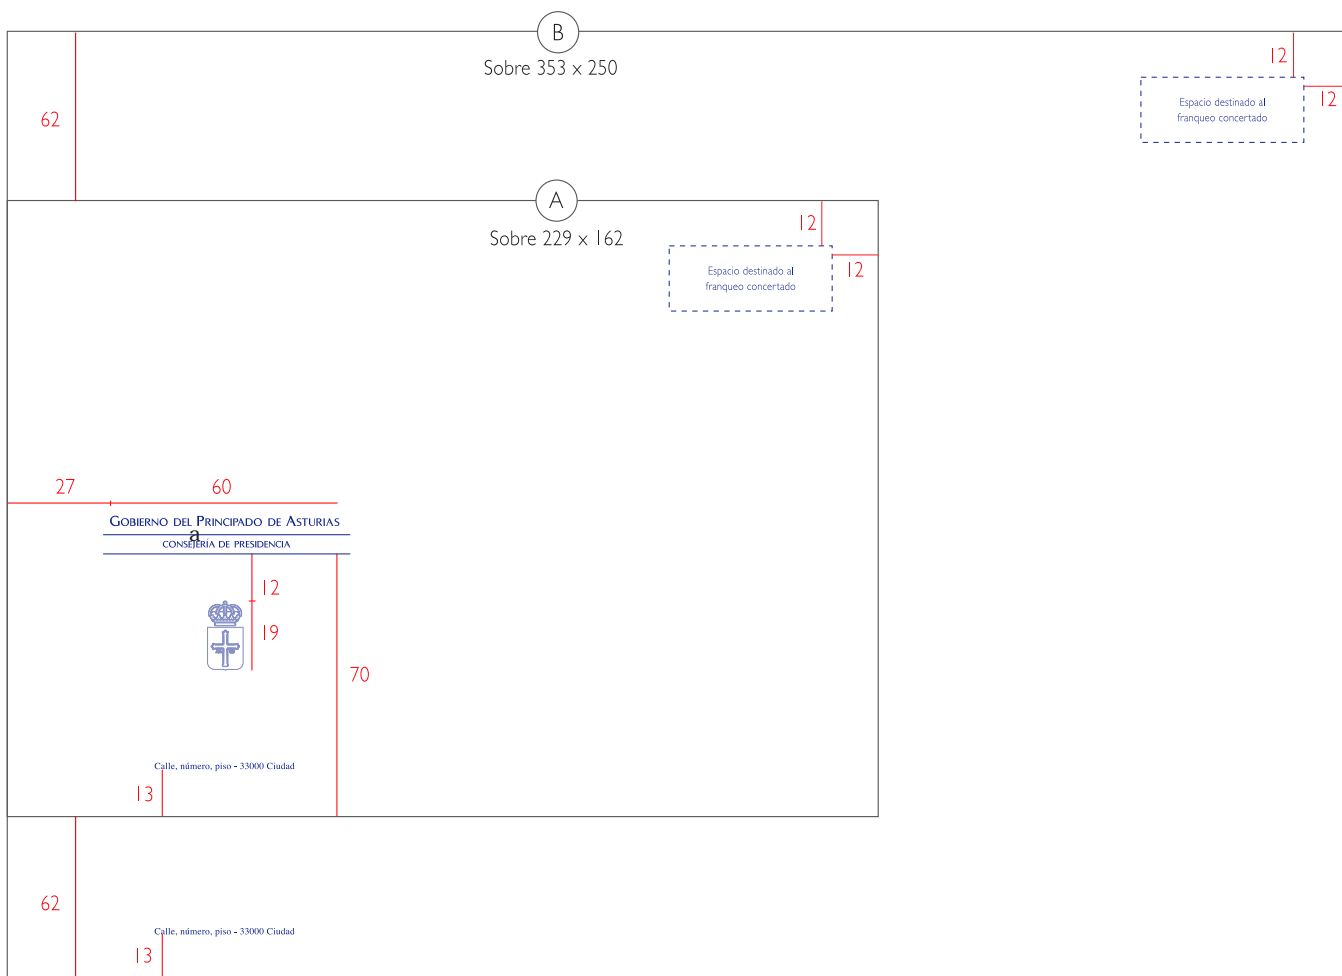 B
Sobre 353 x 250
12
Espacio destinado al
franqueo concertado
12
62
A
Sobre 229 x 162
12
Espacio destinado al
franqueo concertado
12
27
60
GOBIERNO DEL PRINCIPADO DE ASTURIAS
a
CONSEJERÍA DE PRESIDENCIA
12
19
70
Calle, número, piso - 33000 Ciudad
13
62
Calle, número, piso - 33000 Ciudad
13